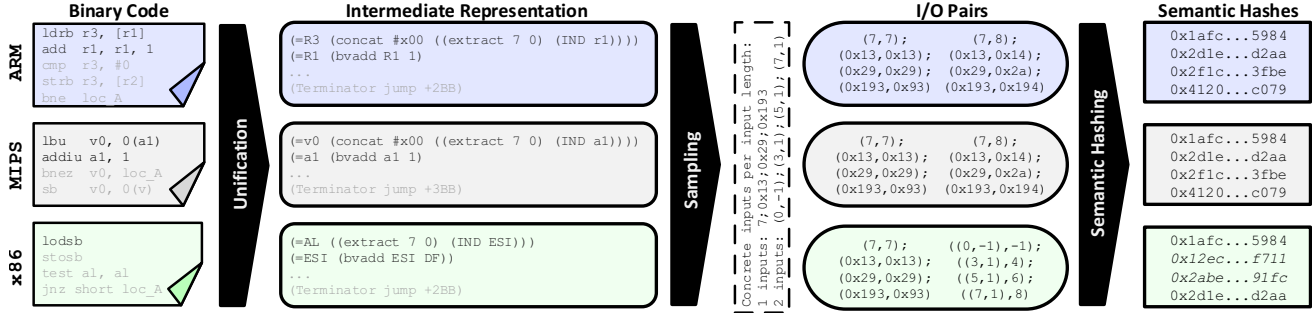 Binary Code
Intermediate Representation
I/O Pairs
Semantic Hashes
ARM
ldrb r3, [r1]
add r1, r1, 1
cmp r3, #0
strb r3, [r2]
bne loc_A
MIPS
lbu v0, 0(a1)
addiu a1, 1
bnez v0, loc_A
sb v0, 0(v)
x86
lodsb
stosb
test al, al
jnz short loc_A
Unification
(=R3 (concat #x00 ((extract 7 0) (IND r1))))
(=R1 (bvadd R1 1)
...
(Terminator jump +2BB)
(=v0 (concat #x00 ((extract 7 0) (IND a1))))
(=a1 (bvadd a1 1)
...
(Terminator jump +3BB)
(=AL ((extract 7 0) (IND ESI)))
(=ESI (bvadd ESI DF))
...
(Terminator jump +2BB)
Sampling
Concrete inputs per input length:
1 inputs: 7;0x13;0x29;0x193
2 inputs: (0,-1);(3,1);(5,1);(7,1)
(7,7); (7,8);
(0x13,0x13); (0x13,0x14);
(0x29,0x29); (0x29,0x2a);
(0x193,0x93) (0x193,0x194)
(7,7); (7,8);
(0x13,0x13); (0x13,0x14);
(0x29,0x29); (0x29,0x2a);
(0x193,0x93) (0x193,0x194)
(7,7); ((0,-1),-1);
(0x13,0x13); ((3,1),4);
(0x29,0x29); ((5,1),6);
(0x193,0x93) ((7,1),8)
Semantic Hashing
0x1afc...5984
0x2d1e...d2aa
0x2f1c...3fbe
0x4120...c079
0x1afc...5984
0x2d1e...d2aa
0x2f1c...3fbe
0x4120...c079
0x1afc...5984
0x12ec...f711
0x2abe...91fc
0x2d1e...d2aa